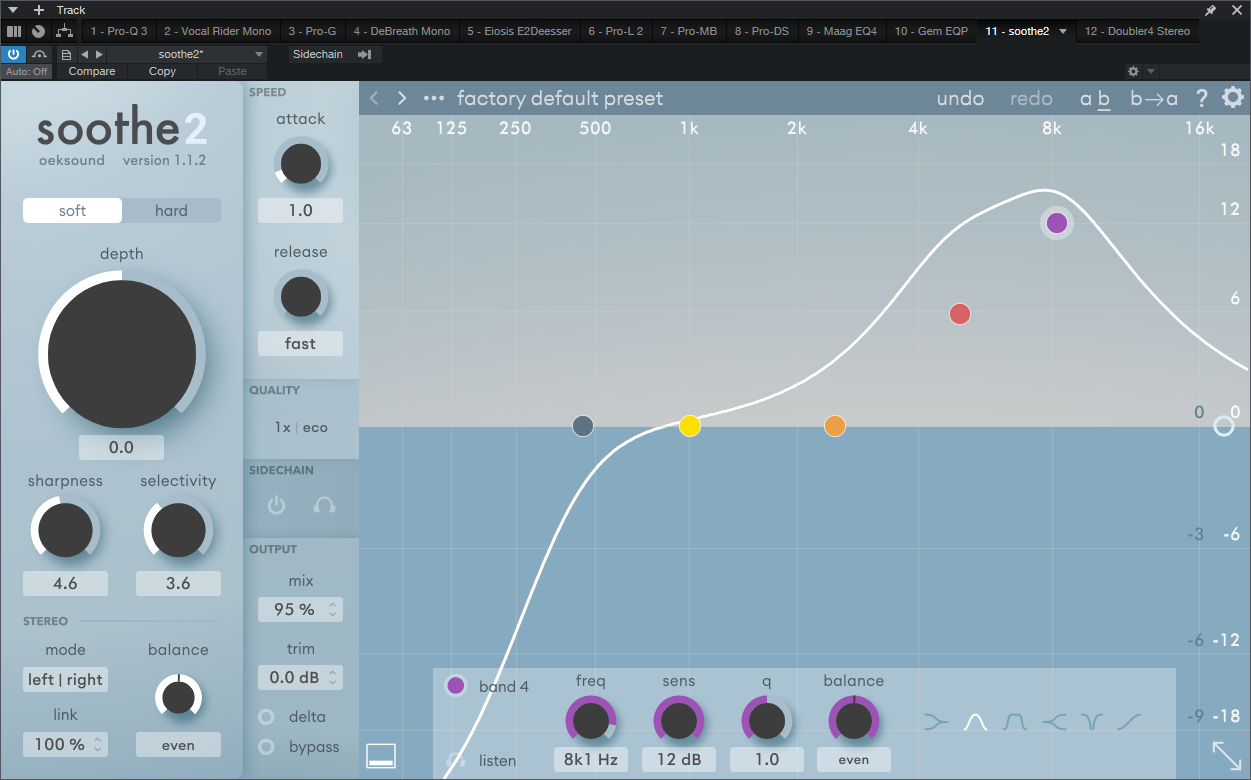 Track
1 - Pro-Q 3 2 - Vocal Rider Mono 3 - Pro-G 4 - DeBreath Mono 5 - Eiosis E2Deesser 6 - Pro-L 2 7 - Pro-MB 8 - Pro-DS 9 - Maag EQ4 10 - Gem EQP 11 - soothe2 12 - Doubler4 Stereo
soothe2* Sidechain
Auto: Off Compare Copy Paste
soothe2
oeksound version 1.1.2
soft hard
depth
0.0
sharpness selectivity
4.6 3.6
STEREO
mode balance
left | right
link
100 % even
SPEED
attack
1.0
release
fast
QUALITY
1x | eco
SIDECHAIN
OUTPUT
mix
95 %
trim
0.0 dB
delta
bypass
factory default preset undo redo a b b→a ?
63 125 250 500 1k 2k 4k 8k 16k
18
12
6
0 0
-3 -6
-6 -12
-9 -18
band 4 freq sens q balance
listen 8k1 Hz 12 dB 1.0 even